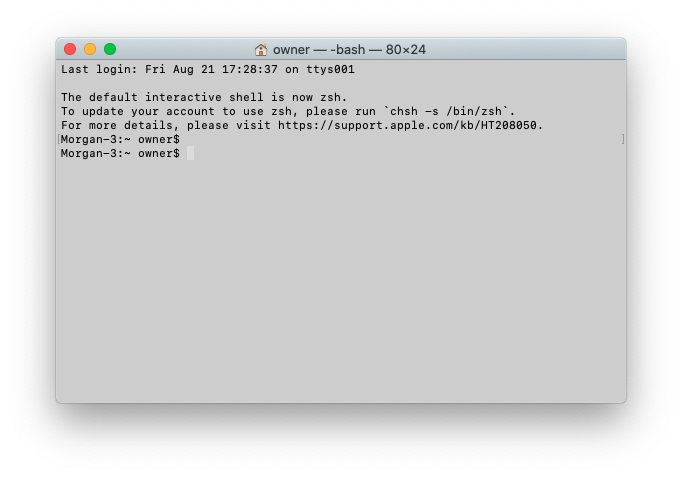 owner — -bash — 80×24
Last login: Fri Aug 21 17:28:37 on ttys001
The default interactive shell is now zsh.
To update your account to use zsh, please run `chsh -s /bin/zsh`.
For more details, please visit https://support.apple.com/kb/HT208050.
[Morgan-3:~ owner$ ]
Morgan-3:~ owner$